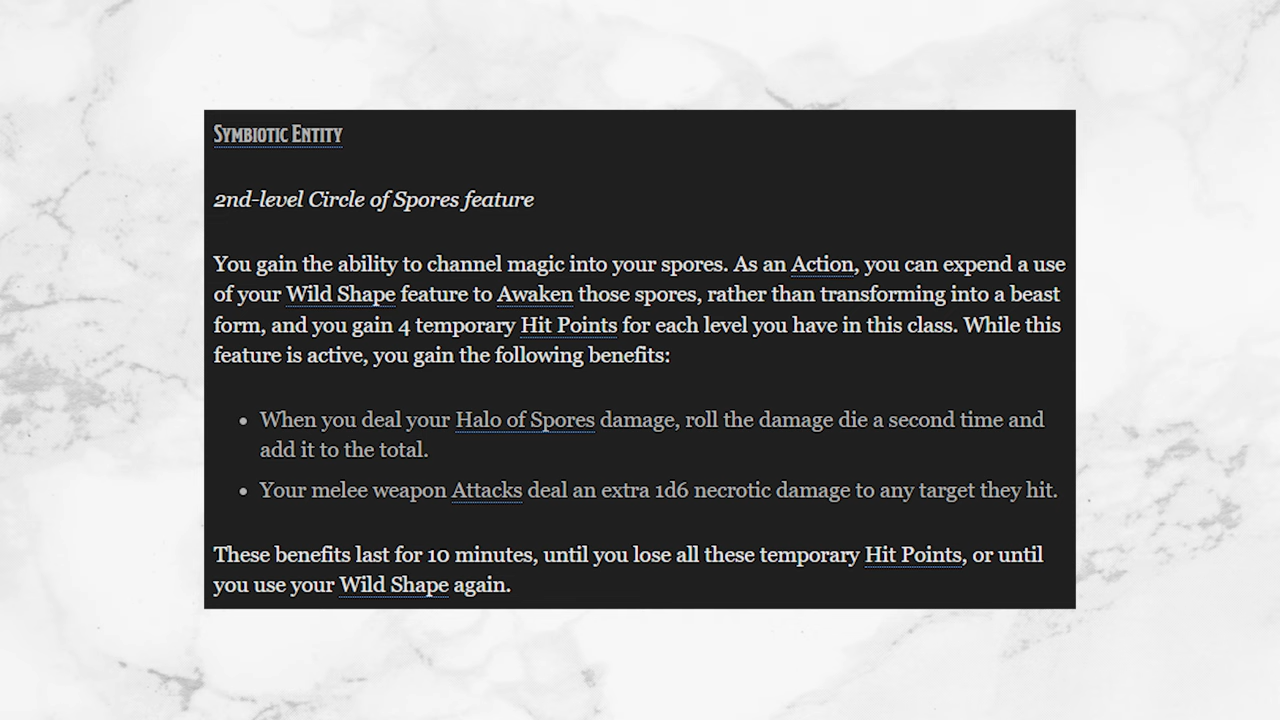 Symbiotic Entity
2nd-level Circle of Spores feature
You gain the ability to channel magic into your spores. As an Action, you can expend a use
of your Wild Shape feature to Awaken those spores, rather than transforming into a beast
form, and you gain 4 temporary Hit Points for each level you have in this class. While this
feature is active, you gain the following benefits:
• When you deal your Halo of Spores damage, roll the damage die a second time and
add it to the total.
• Your melee weapon Attacks deal an extra 1d6 necrotic damage to any target they hit.
These benefits last for 10 minutes, until you lose all these temporary Hit Points, or until
you use your Wild Shape again.